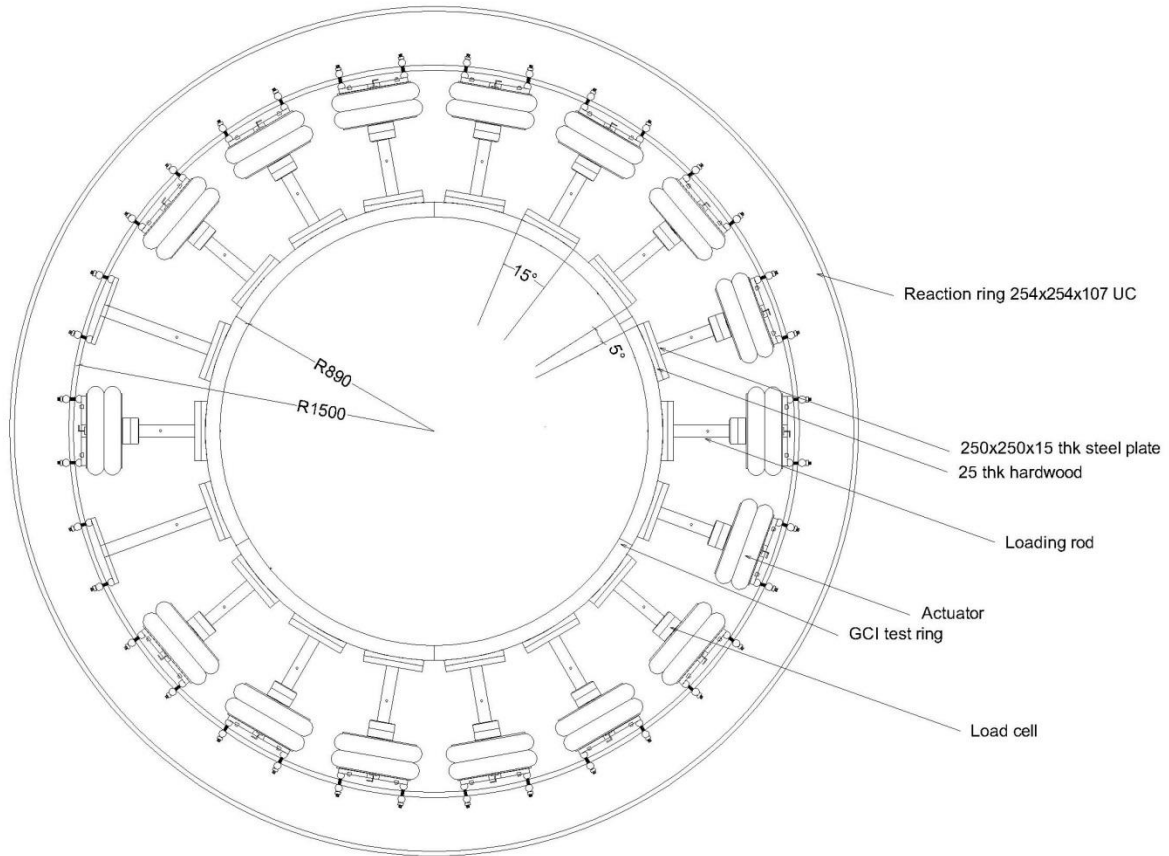 15°
5°
R890
R1500
Reaction ring 254x254x107 UC
250x250x15 thk steel plate
25 thk hardwood
Loading rod
Actuator
GCI test ring
Load cell